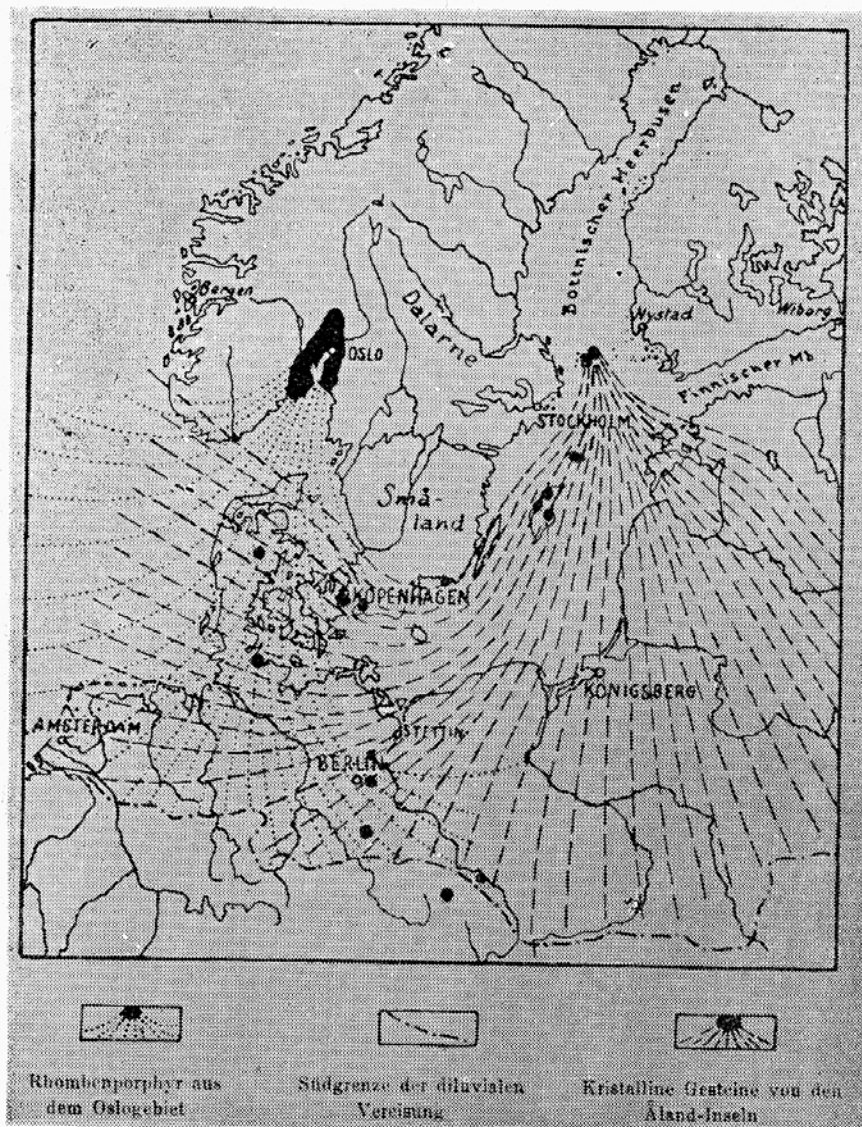 Bottnischer Meerbusen
Bergen
Dalarne
Nystad
Wiborg
OSLO
Finnischer Mb
STOCKHOLM
Små-
land
KOPENHAGEN
KÖNIGSBERG
AMSTERDAM
STETTIN
BERLIN
Rhombenporphyr aus
dem Oslogebiet
Südgrenze der diluvialen
Vereisung
Kristalline Gesteine von den
Åland-Inseln